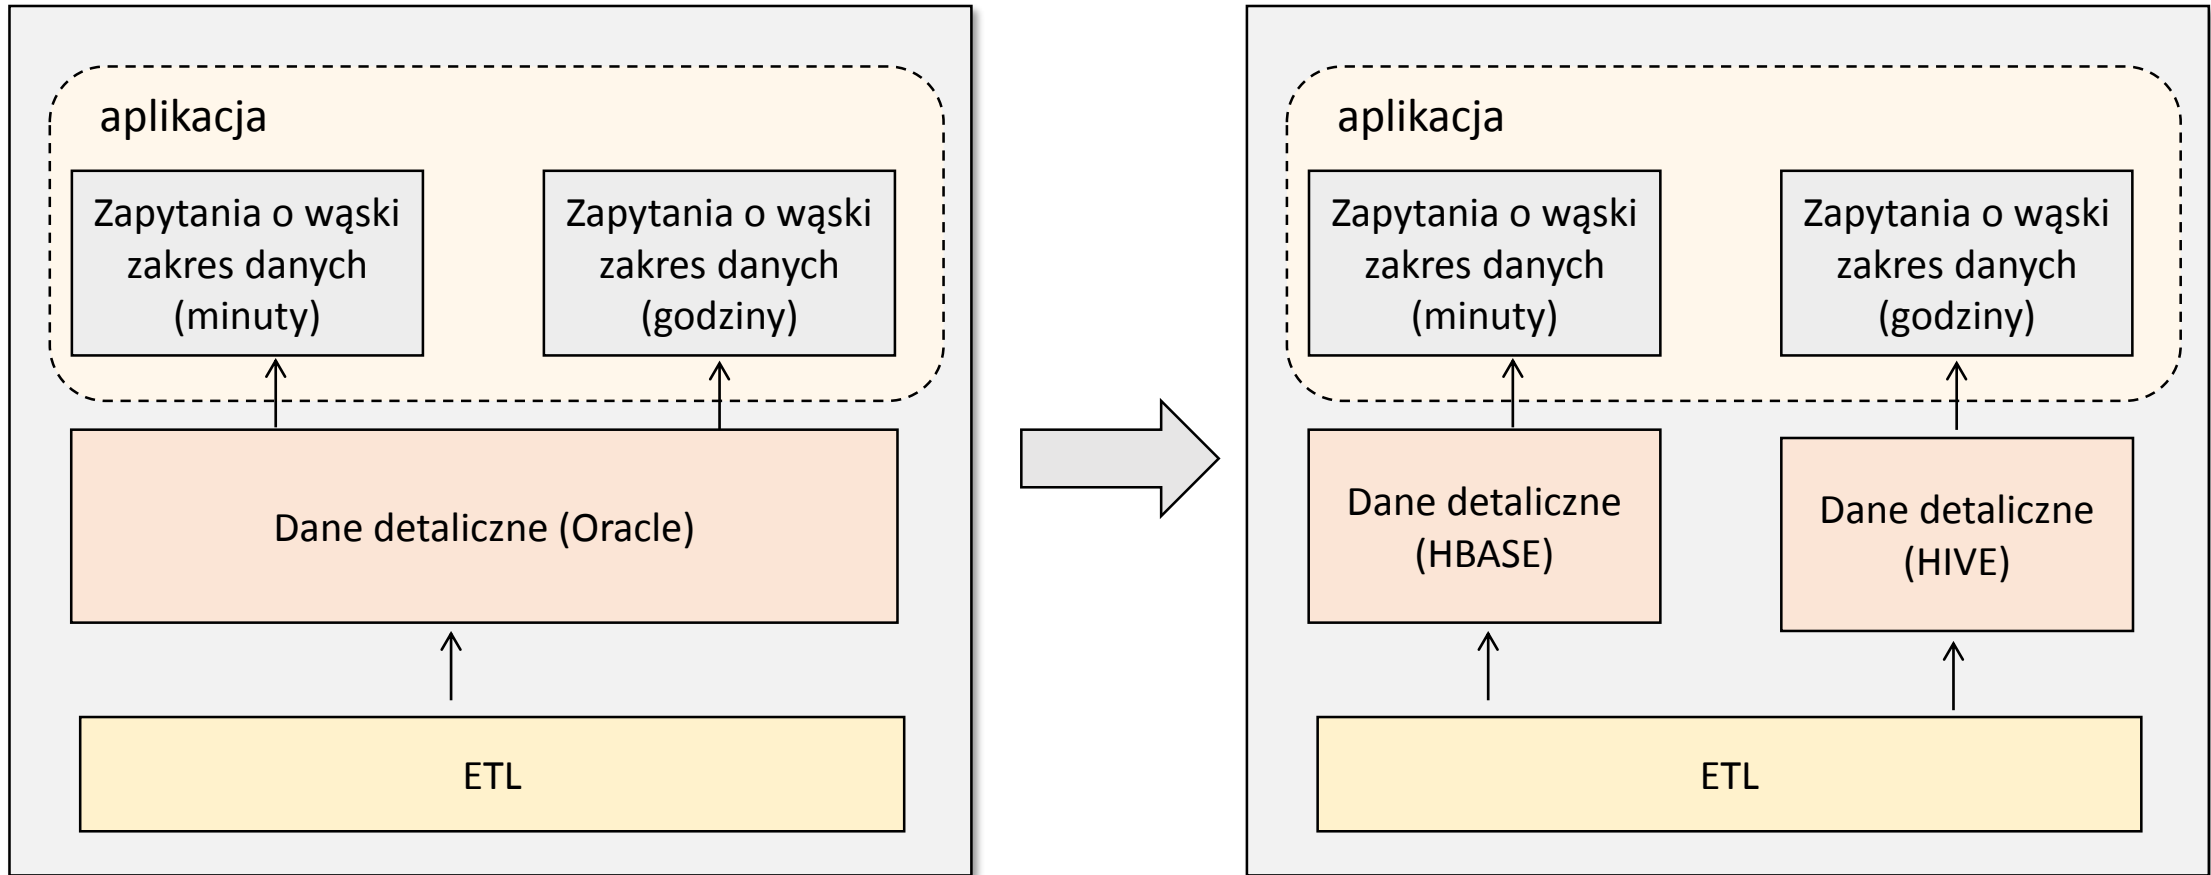 aplikacja
Zapytania o wąski
zakres danych
(minuty)
Zapytania o wąski
zakres danych
(godziny)
Dane detaliczne (Oracle)
ETL
aplikacja
Zapytania o wąski
zakres danych
(minuty)
Zapytania o wąski
zakres danych
(godziny)
Dane detaliczne
(HBASE)
Dane detaliczne
(HIVE)
ETL